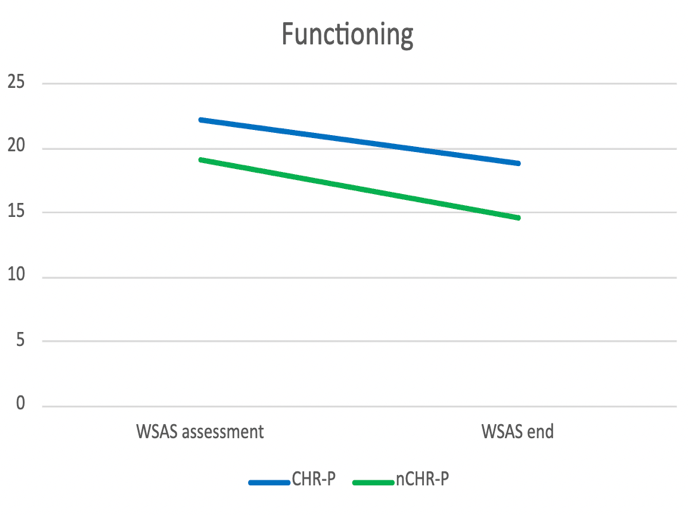 Functioning
25
20
15
10
5
0
WSAS assessment WSAS end
CHR-P nCHR-P